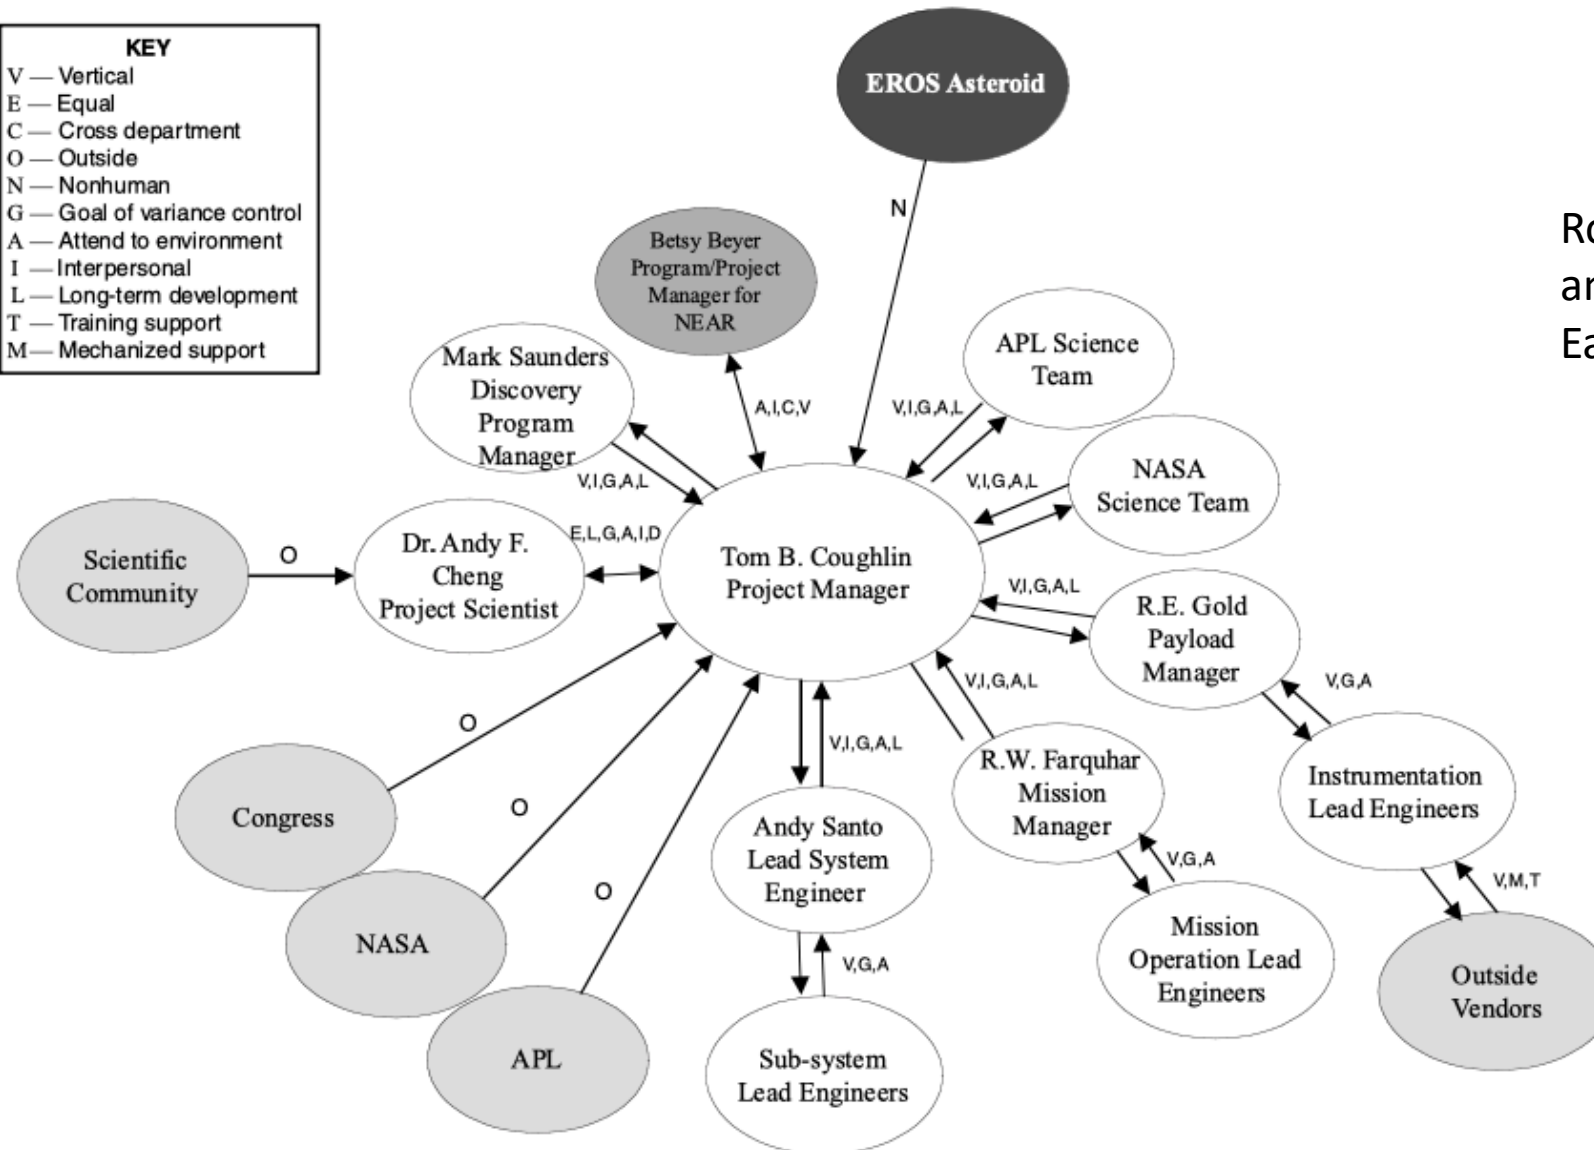 KEY
V — Vertical
E — Equal
C — Cross department
O — Outside
N — Nonhuman
G — Goal of variance control
A — Attend to environment
I — Interpersonal
L — Long-term development
T — Training support
M — Mechanized support
EROS Asteroid
N
Betsy Beyer
Program/Project
Manager for
NEAR
A,I,C,V
Mark Saunders
Discovery
Program
Manager
V,I,G,A,L
APL Science
Team
V,I,G,A,L
NASA
Science Team
V,I,G,A,L
Scientific
Community
O
Dr. Andy F.
Cheng
Project Scientist
E,L,G,A,I,D
Tom B. Coughlin
Project Manager
V,I,G,A,L
R.E. Gold
Payload
Manager
V,G,A
Instrumentation
Lead Engineers
V,M,T
Outside
Vendors
V,I,G,A,L
R.W. Farquhar
Mission
Manager
V,G,A
Mission
Operation Lead
Engineers
V,I,G,A,L
Andy Santo
Lead System
Engineer
V,G,A
Sub-system
Lead Engineers
O
Congress
O
NASA
O
APL